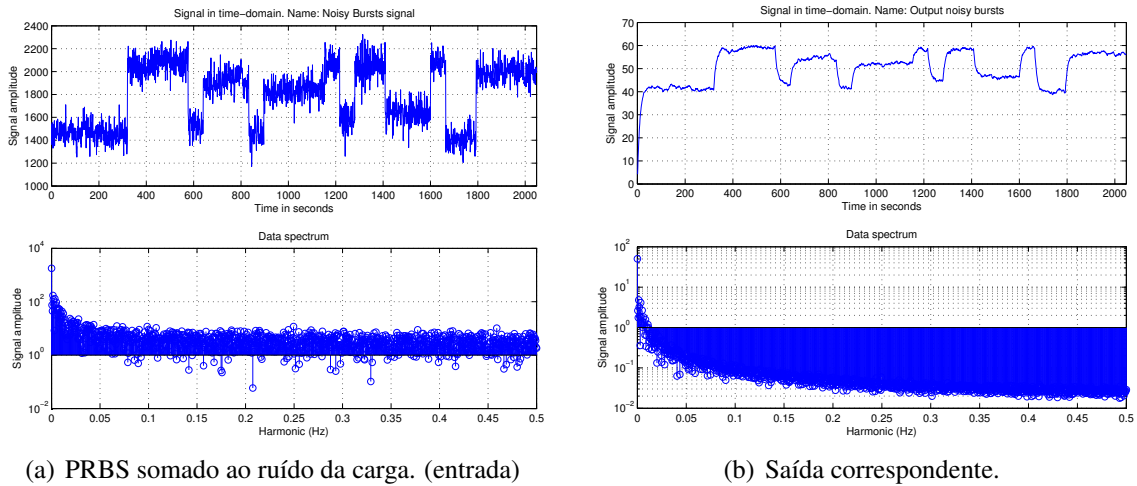 Signal in time-domain. Name: Noisy Bursts signal
Signal amplitude
2400
2200
2000
1800
1600
1400
1200
1000
0 200 400 600 800 1000 1200 1400 1600 1800 2000
Time in seconds
Data spectrum
Signal amplitude
10^4
10^2
10^0
10^-2
0 0.05 0.1 0.15 0.2 0.25 0.3 0.35 0.4 0.45 0.5
Harmonic (Hz)
(a) PRBS somado ao ruído da carga. (entrada)
Signal in time-domain. Name: Output noisy bursts
Signal amplitude
70
60
50
40
30
20
10
0
0 200 400 600 800 1000 1200 1400 1600 1800 2000
Time in seconds
Data spectrum
Signal amplitude
10^2
10^1
10^0
10^-1
10^-2
0 0.05 0.1 0.15 0.2 0.25 0.3 0.35 0.4 0.45 0.5
Harmonic (Hz)
(b) Saída correspondente.